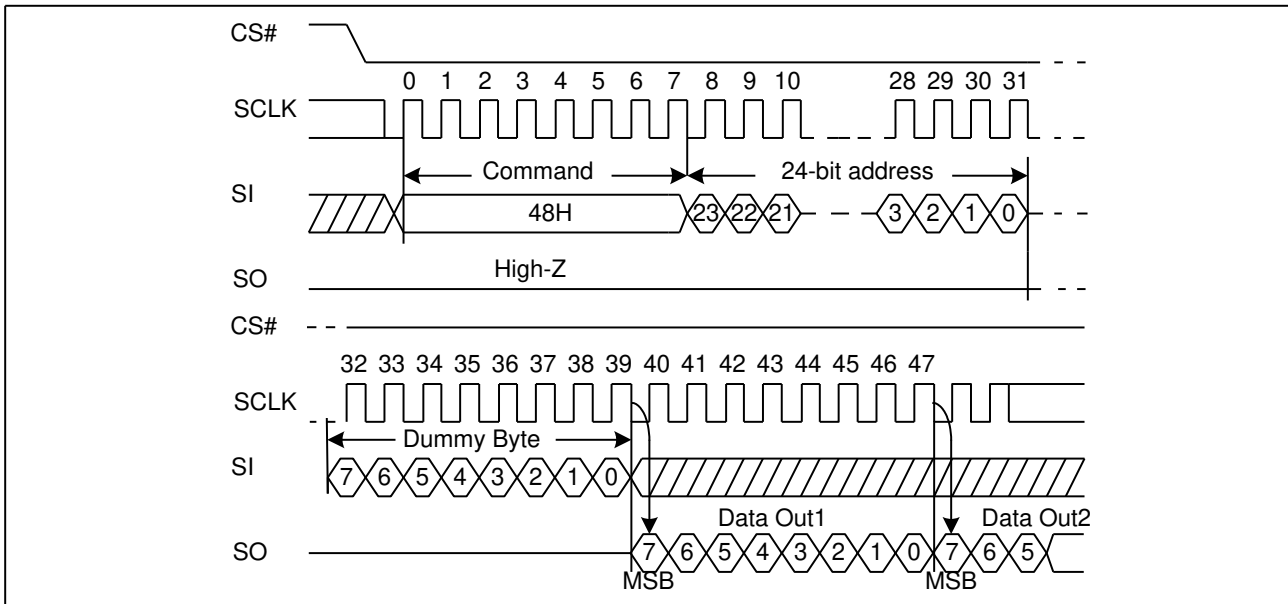 CS#
0 1 2 3 4 5 6 7 8 9 10 28 29 30 31
SCLK
Command 24-bit address
SI
48H 23 22 21 3 2 1 0
High-Z
SO
CS#
32 33 34 35 36 37 38 39 40 41 42 43 44 45 46 47
SCLK
Dummy Byte
SI
7 6 5 4 3 2 1 0
Data Out1 Data Out2
SO
7 6 5 4 3 2 1 0 7 6 5
MSB MSB